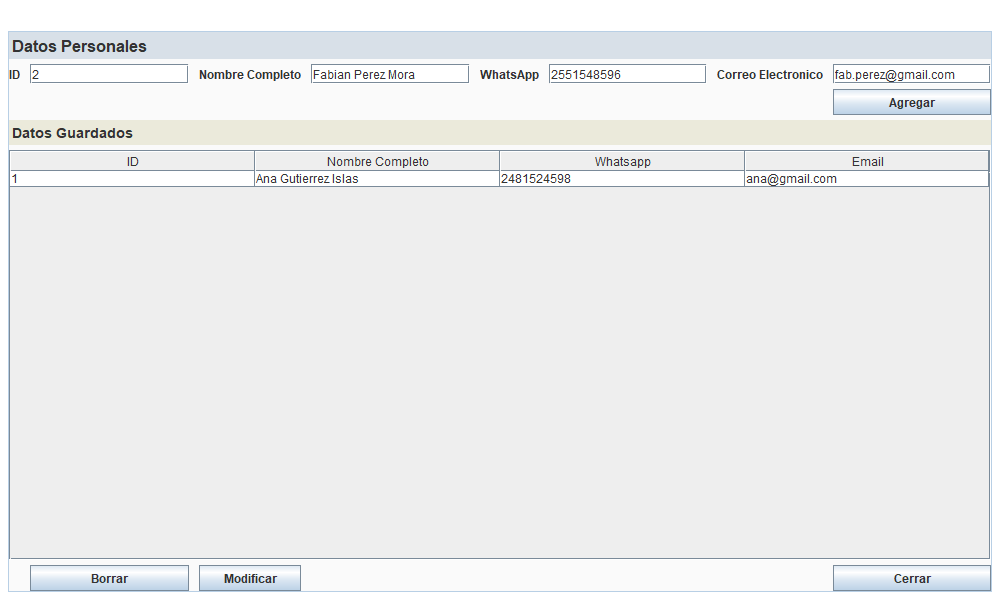 Datos Personales
ID 2 Nombre Completo Fabian Perez Mora WhatsApp 2551548596 Correo Electronico fab.perez@gmail.com
Agregar
Datos Guardados
ID Nombre Completo Whatsapp Email
1 Ana Gutierrez Islas 2481524598 ana@gmail.com
Borrar Modificar Cerrar